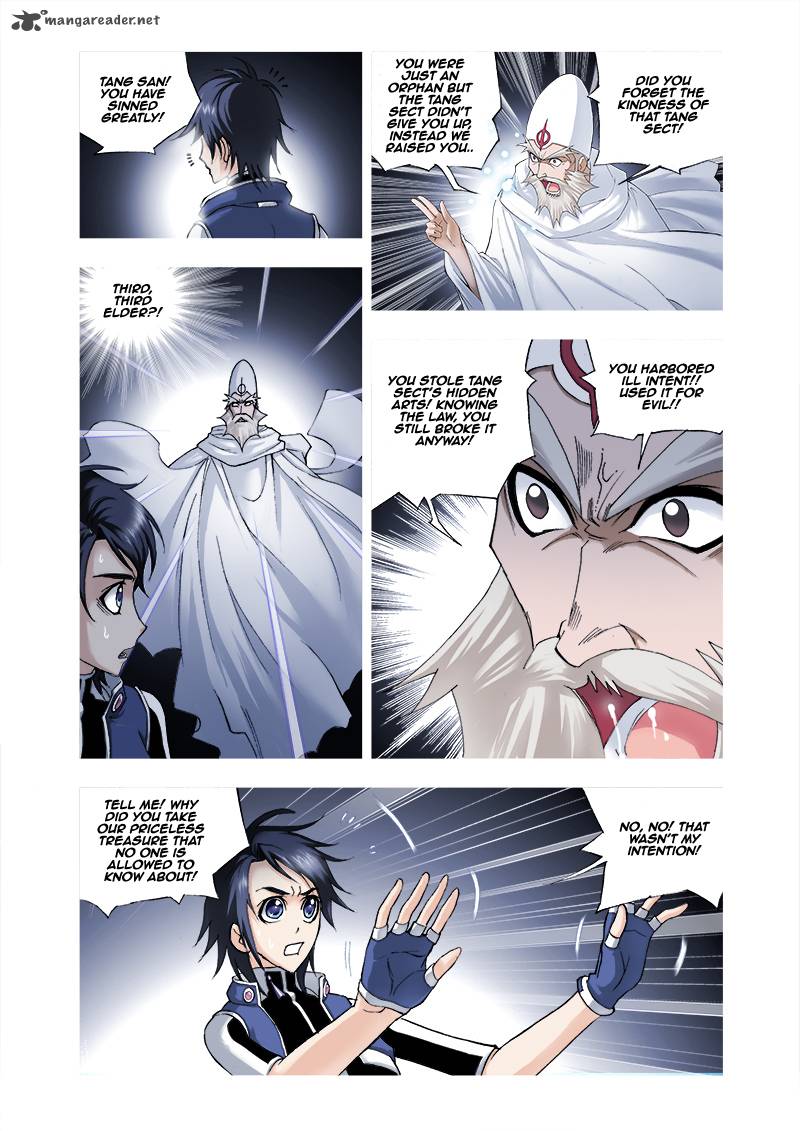 mangareader.net
TANG SAN!
YOU HAVE
SINNED
GREATLY!
THIRD,
THIRD
ELDER?!
YOU WERE
JUST AN
ORPHAN BUT
THE TANG
SECT DIDN'T
GIVE YOU UP,
INSTEAD WE
RAISED YOU..
DID YOU
FORGET THE
KINDNESS OF
THAT TANG
SECT!
YOU STOLE TANG
SECT'S HIDDEN
ARTS! KNOWING
THE LAW, YOU
STILL BROKE IT
ANYWAY!
YOU HARBORED
ILL INTENT!!
USED IT FOR
EVIL!!
TELL ME! WHY
DID YOU TAKE
OUR PRICELESS
TREASURE THAT
NO ONE IS
ALLOWED TO
KNOW ABOUT!
NO, NO! THAT
WASN'T MY
INTENTION!